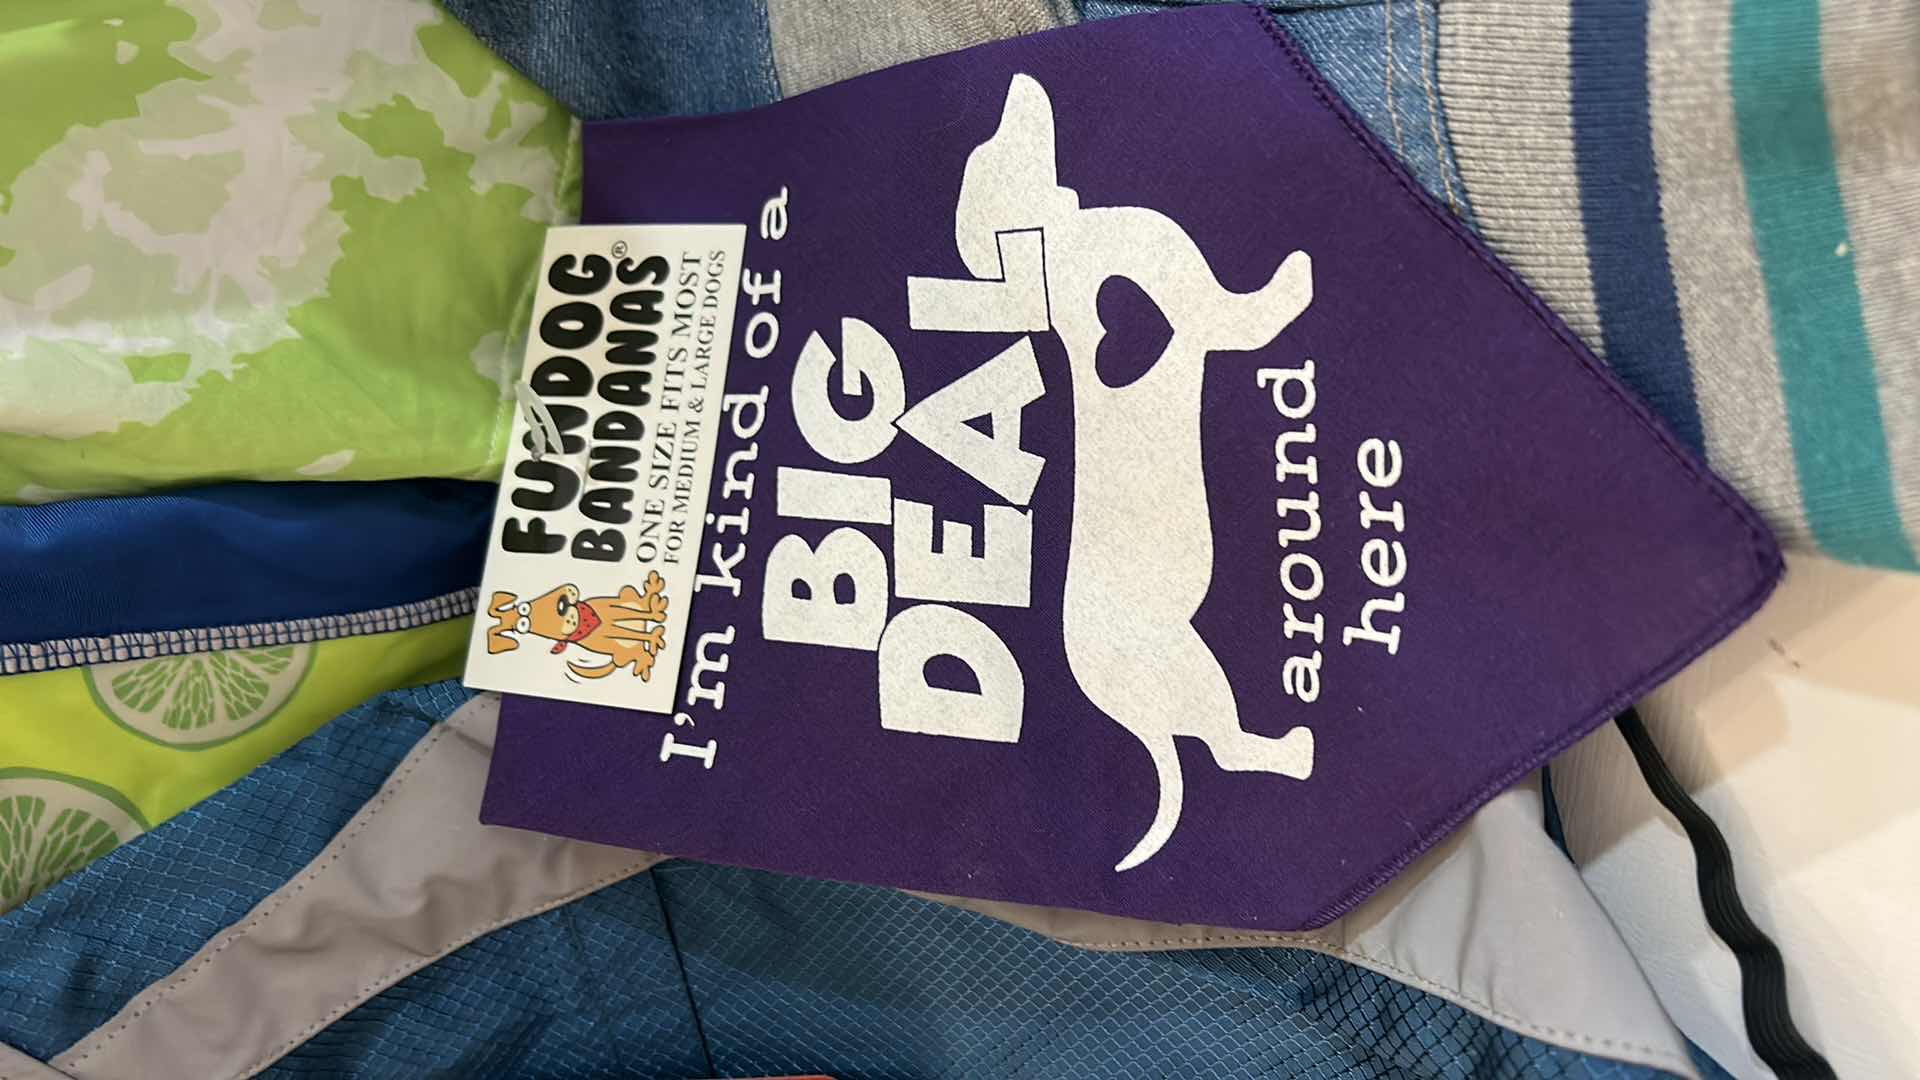 FUNDOG
BANDANAS®
ONE SIZE FITS MOST
FOR MEDIUM & LARGE DOGS
I'm kind of a
BIG
DEAL
around
here